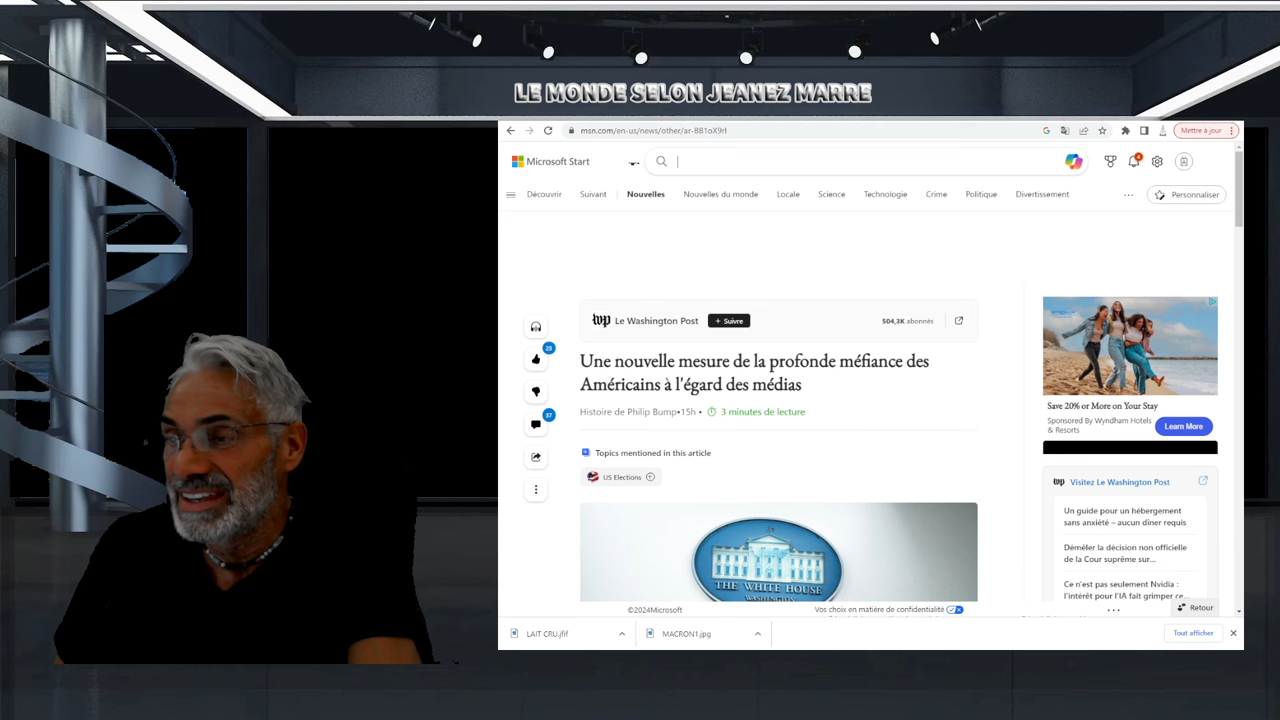 LE MONDE SELON JEANEZ MARRE
msn.com/en-us/news/other/ar-BB1oX9rl
Mettre à jour
Microsoft Start
4
Découvrir
Suivant
Nouvelles
Nouvelles du monde
Locale
Science
Technologie
Crime
Politique
Divertissement
Personnaliser
wp Le Washington Post
+ Suivre
504,3K abonnés
23
37
Une nouvelle mesure de la profonde méfiance des
Américains à l'égard des médias
Histoire de Philip Bump•15h •
3 minutes de lecture
Topics mentioned in this article
US Elections
THE WHITE HOUSE
WASHINGTON
Save 20% or More on Your Stay
Sponsored By Wyndham Hotels
& Resorts
Learn More
wp Visitez Le Washington Post
Un guide pour un hébergement
sans anxiété – aucun dîner requis
Démêler la décision non officielle
de la Cour suprême sur...
Ce n'est pas seulement Nvidia :
l'intérêt pour l'IA fait grimper ce...
Retour
©2024Microsoft
Vos choix en matière de confidentialité
LAIT CRU.jfif
MACRON1.jpg
Tout afficher